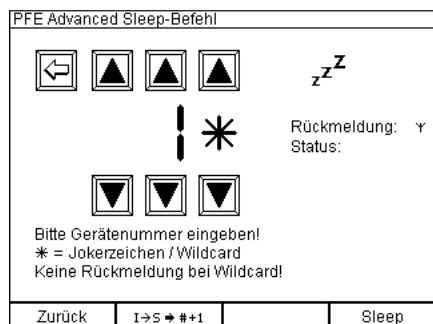 PFE Advanced Sleep-Befehl
zzZ
1*
Rückmeldung:
Status:
Bitte Gerätenummer eingeben!
* = Jokerzeichen / Wildcard
Keine Rückmeldung bei Wildcard!
Zurück I→S ➔ #+1 Sleep